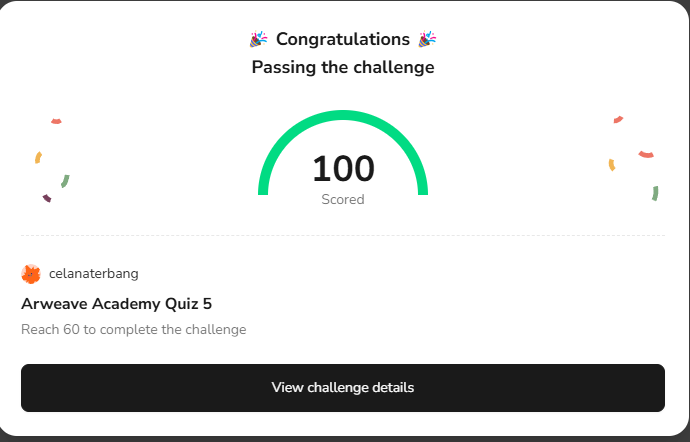 🎉 Congratulations 🎉
Passing the challenge
100
Scored
celanaterbang
Arweave Academy Quiz 5
Reach 60 to complete the challenge
View challenge details